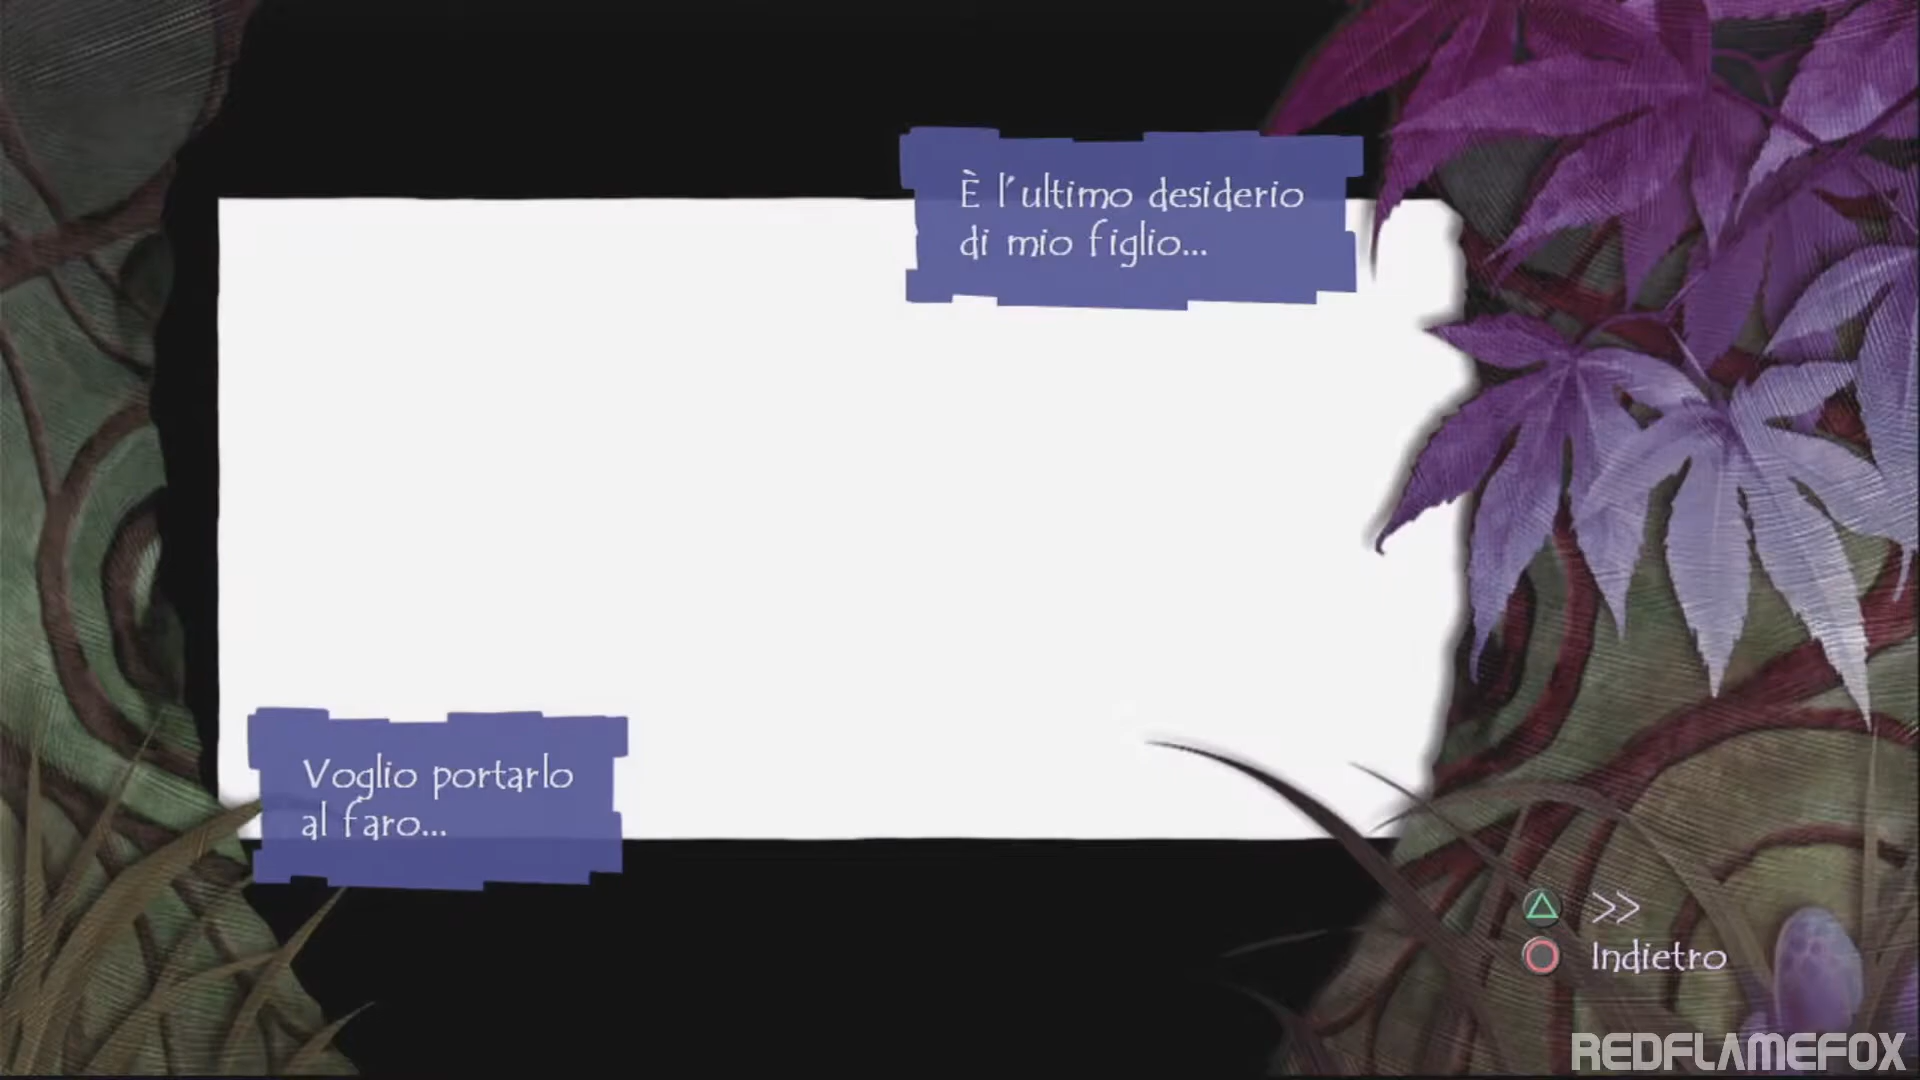 È l'ultimo desiderio
di mio figlio...
Voglio portarlo
al faro...
>>
Indietro
REDFLAMEFOX